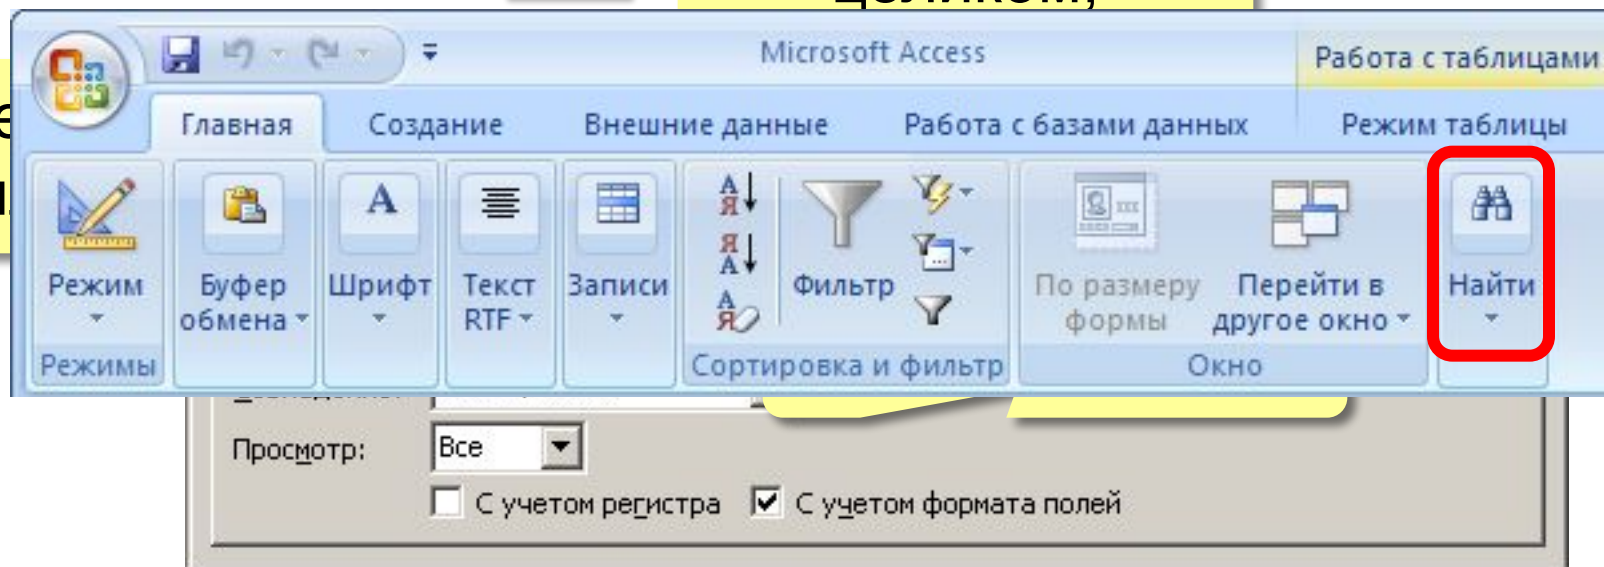 целиком,
Microsoft Access
Работа с таблицами
Главная Создание Внешние данные Работа с базами данных Режим таблицы
Режим
Буфер обмена
Шрифт
Текст RTF
Записи
Фильтр
По размеру формы
Перейти в другое окно
Найти
Режимы
Сортировка и фильтр
Окно
Просмотр: Все
С учетом регистра С учетом формата полей